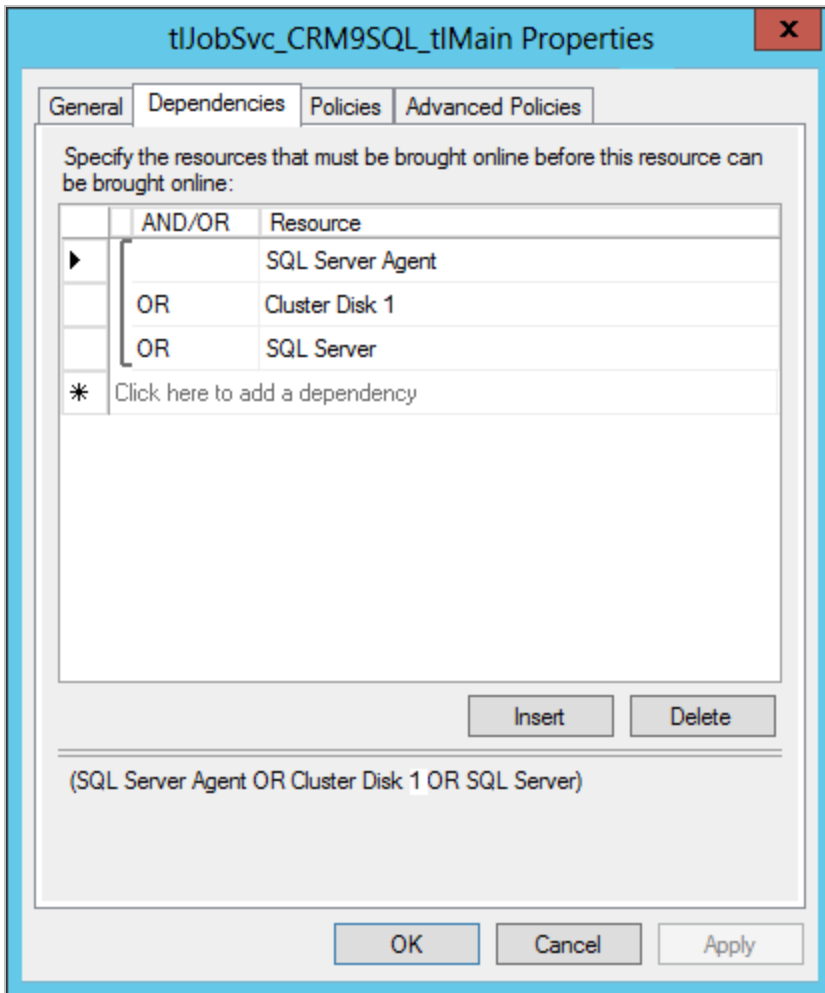 tlJobSvc_CRM9SQL_tlMain Properties
x
General Dependencies Policies Advanced Policies
Specify the resources that must be brought online before this resource can
be brought online:
AND/OR Resource
SQL Server Agent
OR Cluster Disk 1
OR SQL Server
Click here to add a dependency
Insert Delete
(SQL Server Agent OR Cluster Disk 1 OR SQL Server)
OK Cancel Apply